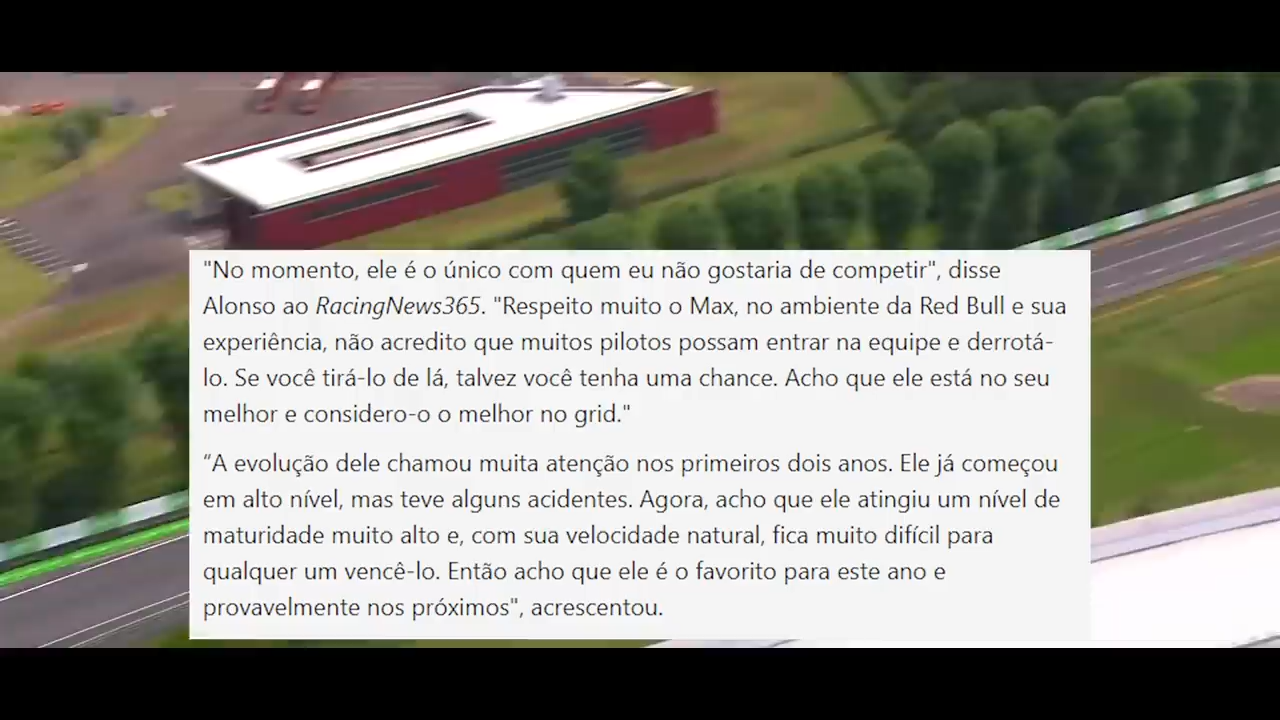 "No momento, ele é o único com quem eu não gostaria de competir", disse
Alonso ao RacingNews365. "Respeito muito o Max, no ambiente da Red Bull e sua
experiência, não acredito que muitos pilotos possam entrar na equipe e derrotá-
lo. Se você tirá-lo de lá, talvez você tenha uma chance. Acho que ele está no seu
melhor e considero-o o melhor no grid."
“A evolução dele chamou muita atenção nos primeiros dois anos. Ele já começou
em alto nível, mas teve alguns acidentes. Agora, acho que ele atingiu um nível de
maturidade muito alto e, com sua velocidade natural, fica muito difícil para
qualquer um vencê-lo. Então acho que ele é o favorito para este ano e
provavelmente nos próximos", acrescentou.